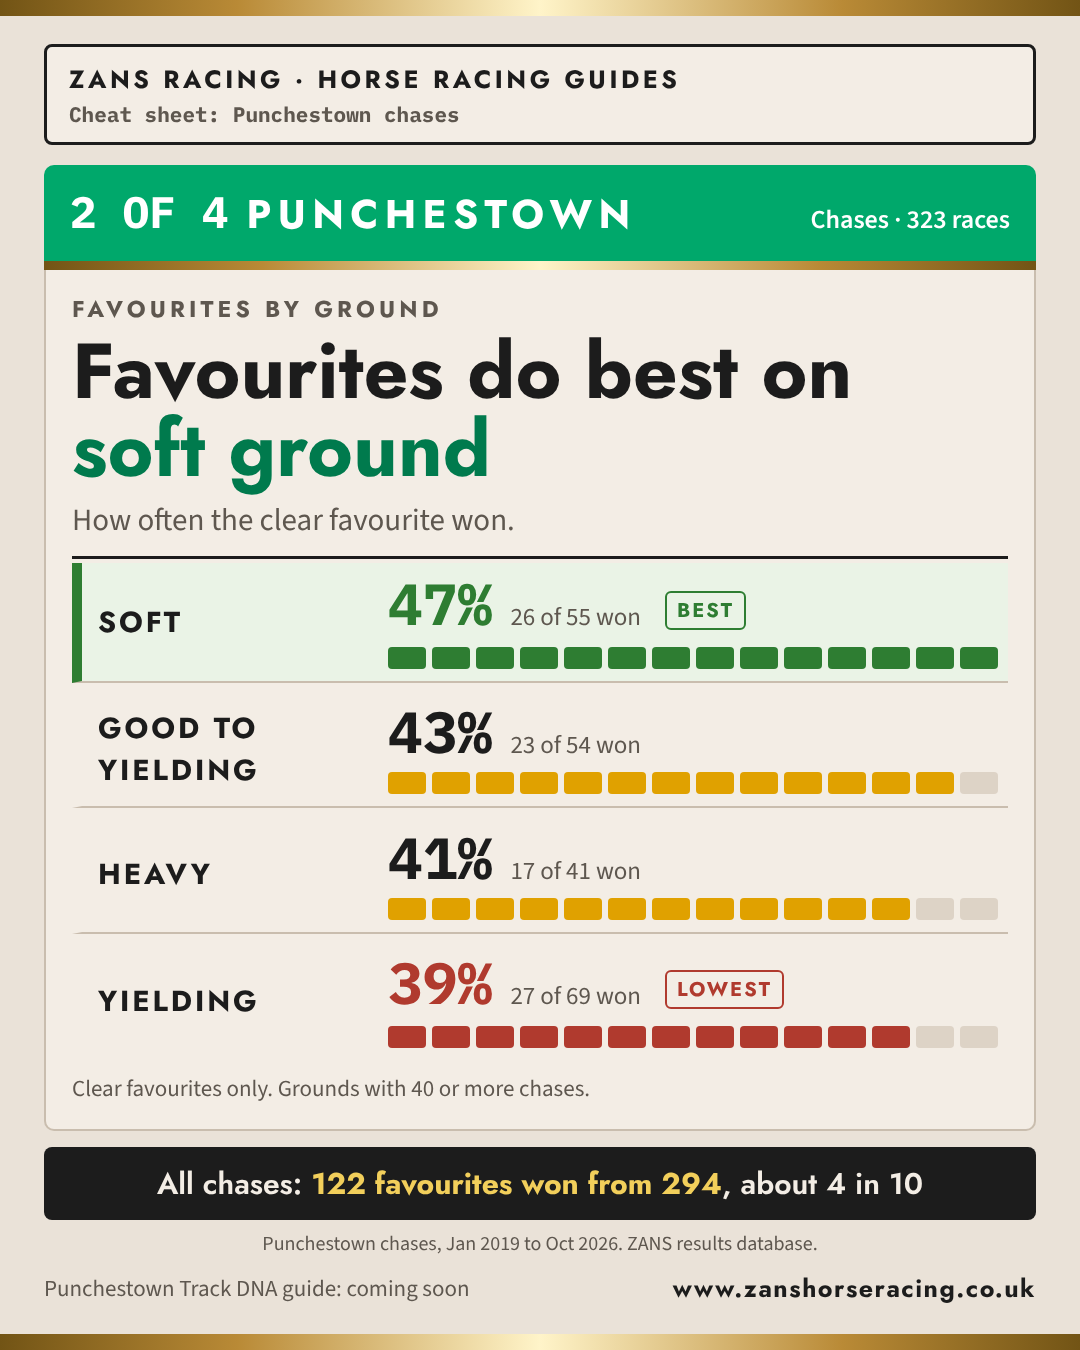 ZANS RACING · HORSE RACING GUIDES
Cheat sheet: Punchestown chases
2 OF 4 PUNCHESTOWN
Chases · 323 races
FAVOURITES BY GROUND
Favourites do best on
soft ground
How often the clear favourite won.
SOFT
47% 26 of 55 won BEST
GOOD TO
YIELDING
43% 23 of 54 won
HEAVY
41% 17 of 41 won
YIELDING
39% 27 of 69 won LOWEST
Clear favourites only. Grounds with 40 or more chases.
All chases: 122 favourites won from 294, about 4 in 10
Punchestown chases, Jan 2019 to Oct 2026. ZANS results database.
Punchestown Track DNA guide: coming soon
www.zanshorseracing.co.uk